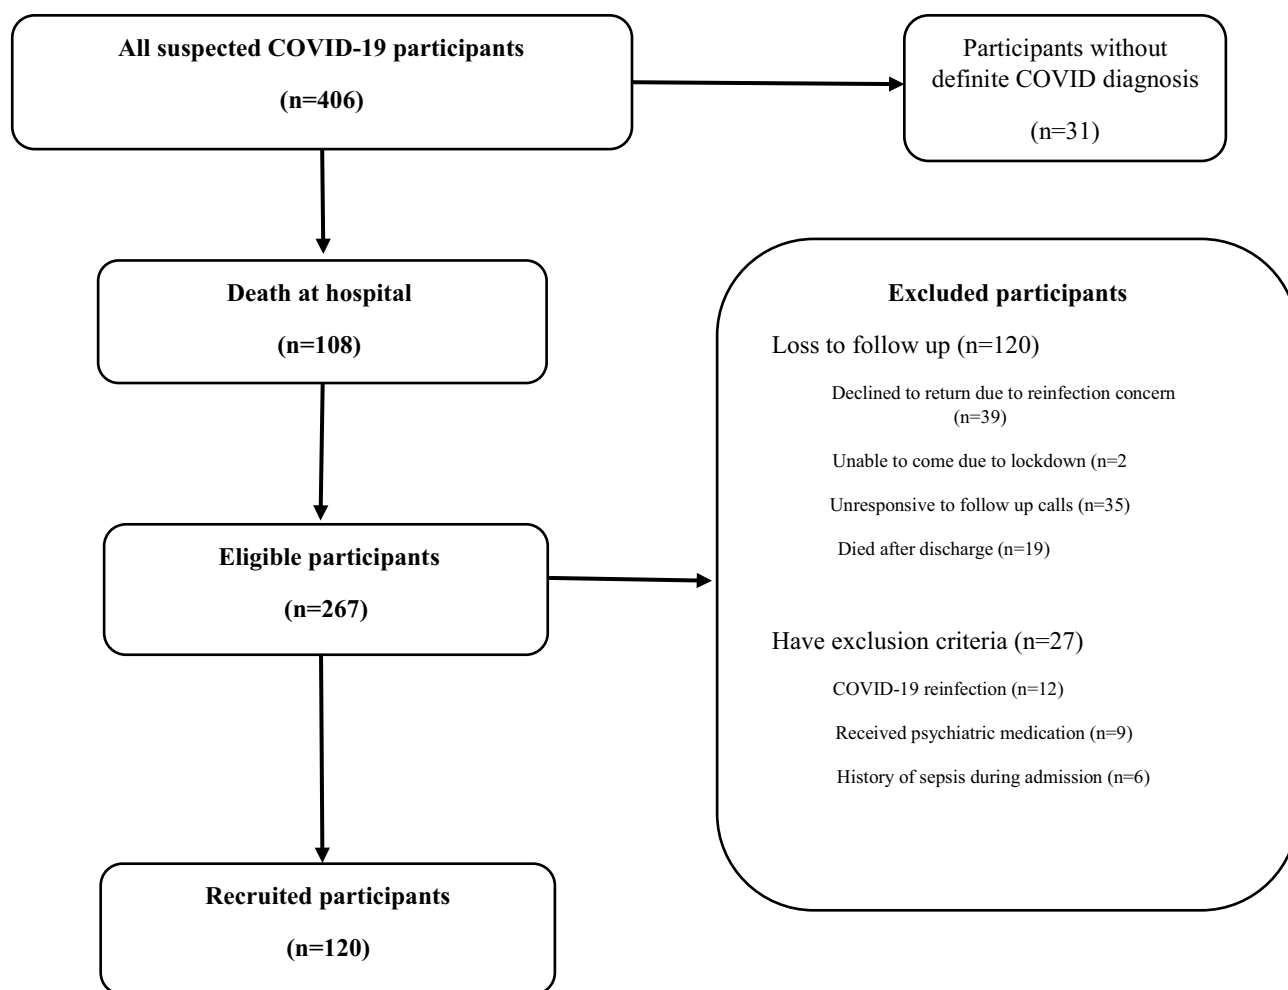 All suspected COVID-19 participants
(n=406)
Participants without
definite COVID diagnosis
(n=31)
Death at hospital
(n=108)
Excluded participants
Loss to follow up (n=120)
Declined to return due to reinfection concern
(n=39)
Unable to come due to lockdown (n=2
Unresponsive to follow up calls (n=35)
Died after discharge (n=19)
Have exclusion criteria (n=27)
COVID-19 reinfection (n=12)
Received psychiatric medication (n=9)
History of sepsis during admission (n=6)
Eligible participants
(n=267)
Recruited participants
(n=120)